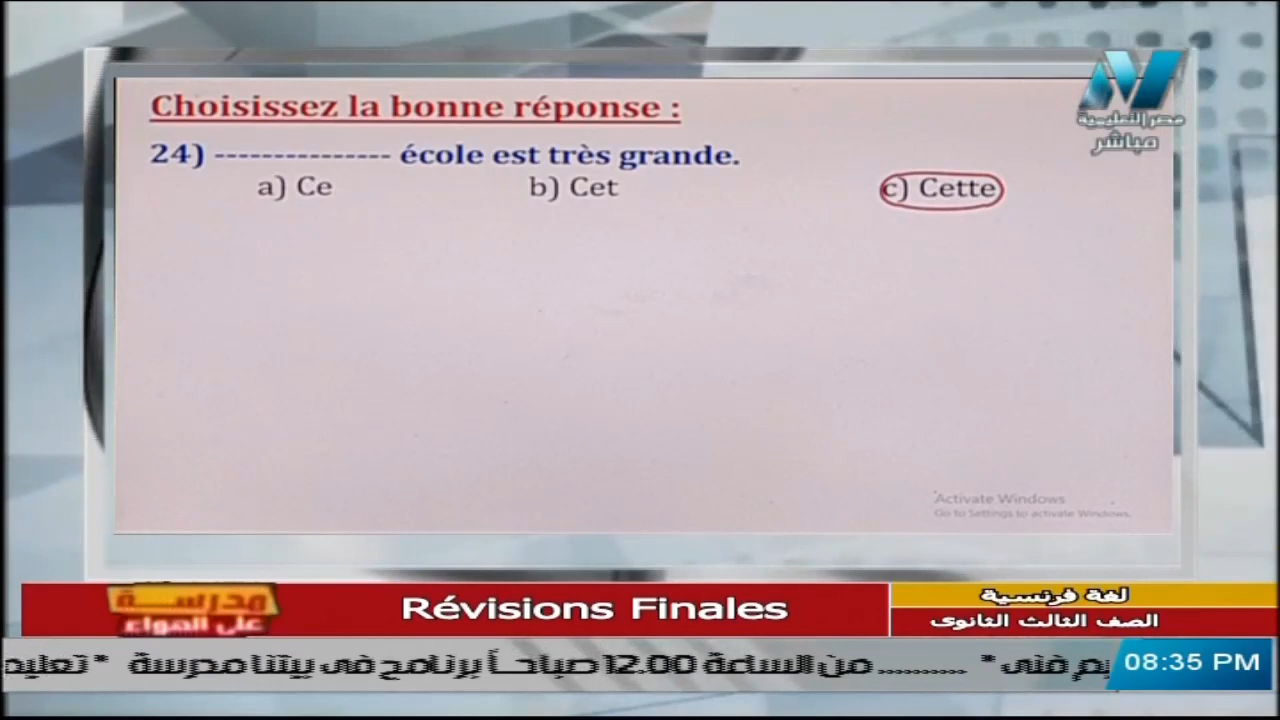 Choisissez la bonne réponse :
24) --------------- école est très grande.
a) Ce b) Cet c) Cette
مصر التعليمية
مباشر
Activate Windows
Go to Settings to activate Windows.
مدرسة
على الهواء
Révisions Finales
لغة فرنسية
الصف الثالث الثانوى
فنى * .......... من الساعة 12.00 صباحاً برنامج فى بيتنا مدرسة *
08:35 PM